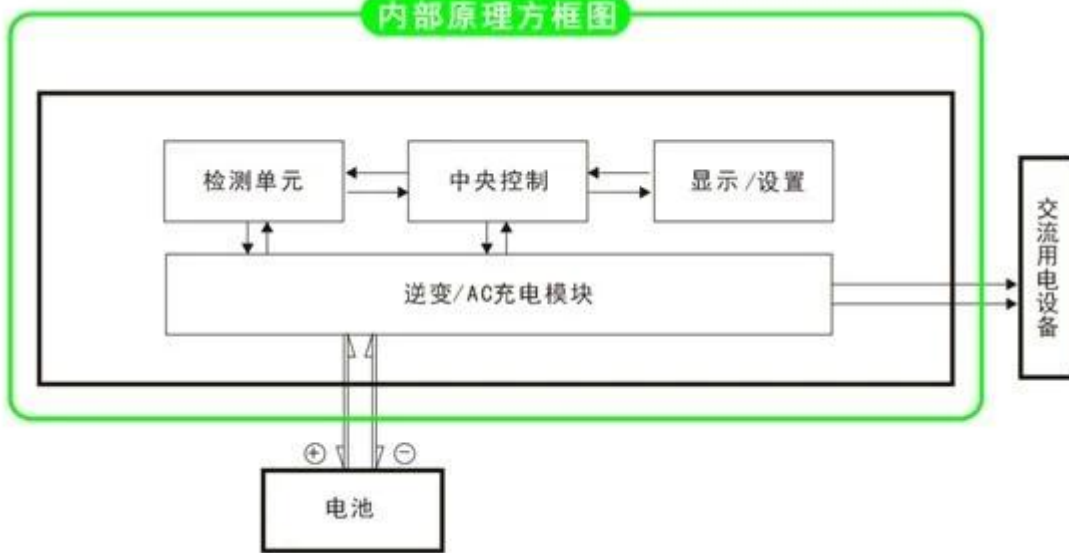 内部原理方框图
检测单元
中央控制
显示/设置
逆变/AC充电模块
交流用电设备
⊕
⊖
电池